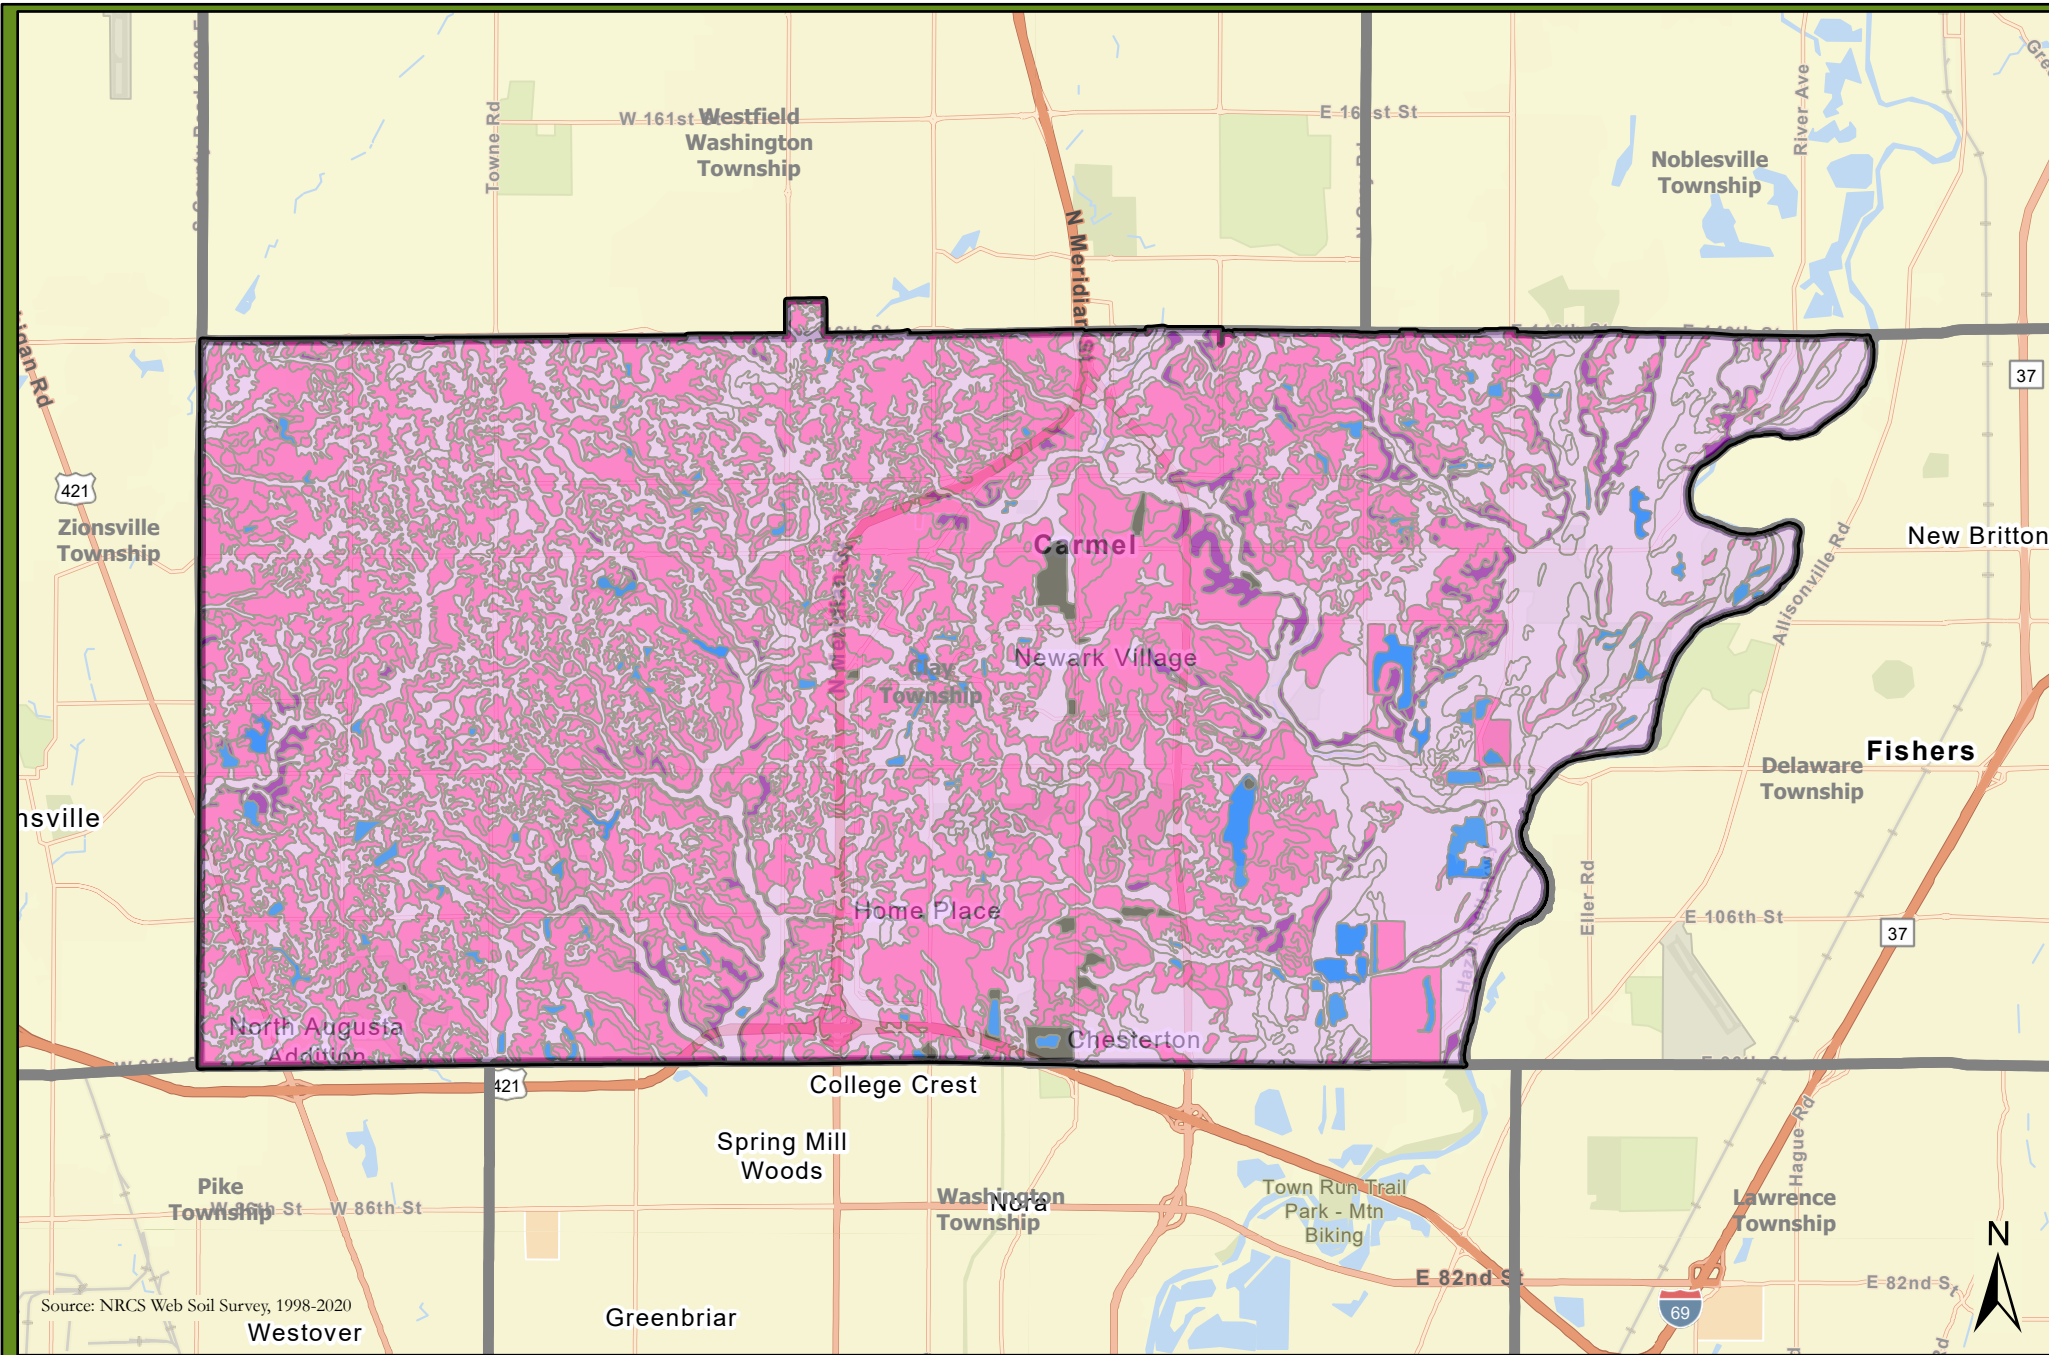 W 161st St
Westfield
Washington
Township
Towne Rd
E 161st St
River Ave
Noblesville
Township
N Meridian St
E 146th St
37
421
Zionsville
Township
Carmel
New Britton
Allisonville Rd
Newark Village
Clay
Township
Fishers
Delaware
Township
Home Place
Eller Rd
E 106th St
37
North Augusta
Addition
Chesterton
421
College Crest
Spring Mill
Woods
Pike
Township
W 86th St
W 86th St
Washington
Township
Nora
Town Run Trail
Park - Mtn
Biking
Hague Rd
Lawrence
Township
N
E 82nd St
E 82nd St
69
Source: NRCS Web Soil Survey, 1998-2020
Westover
Greenbriar